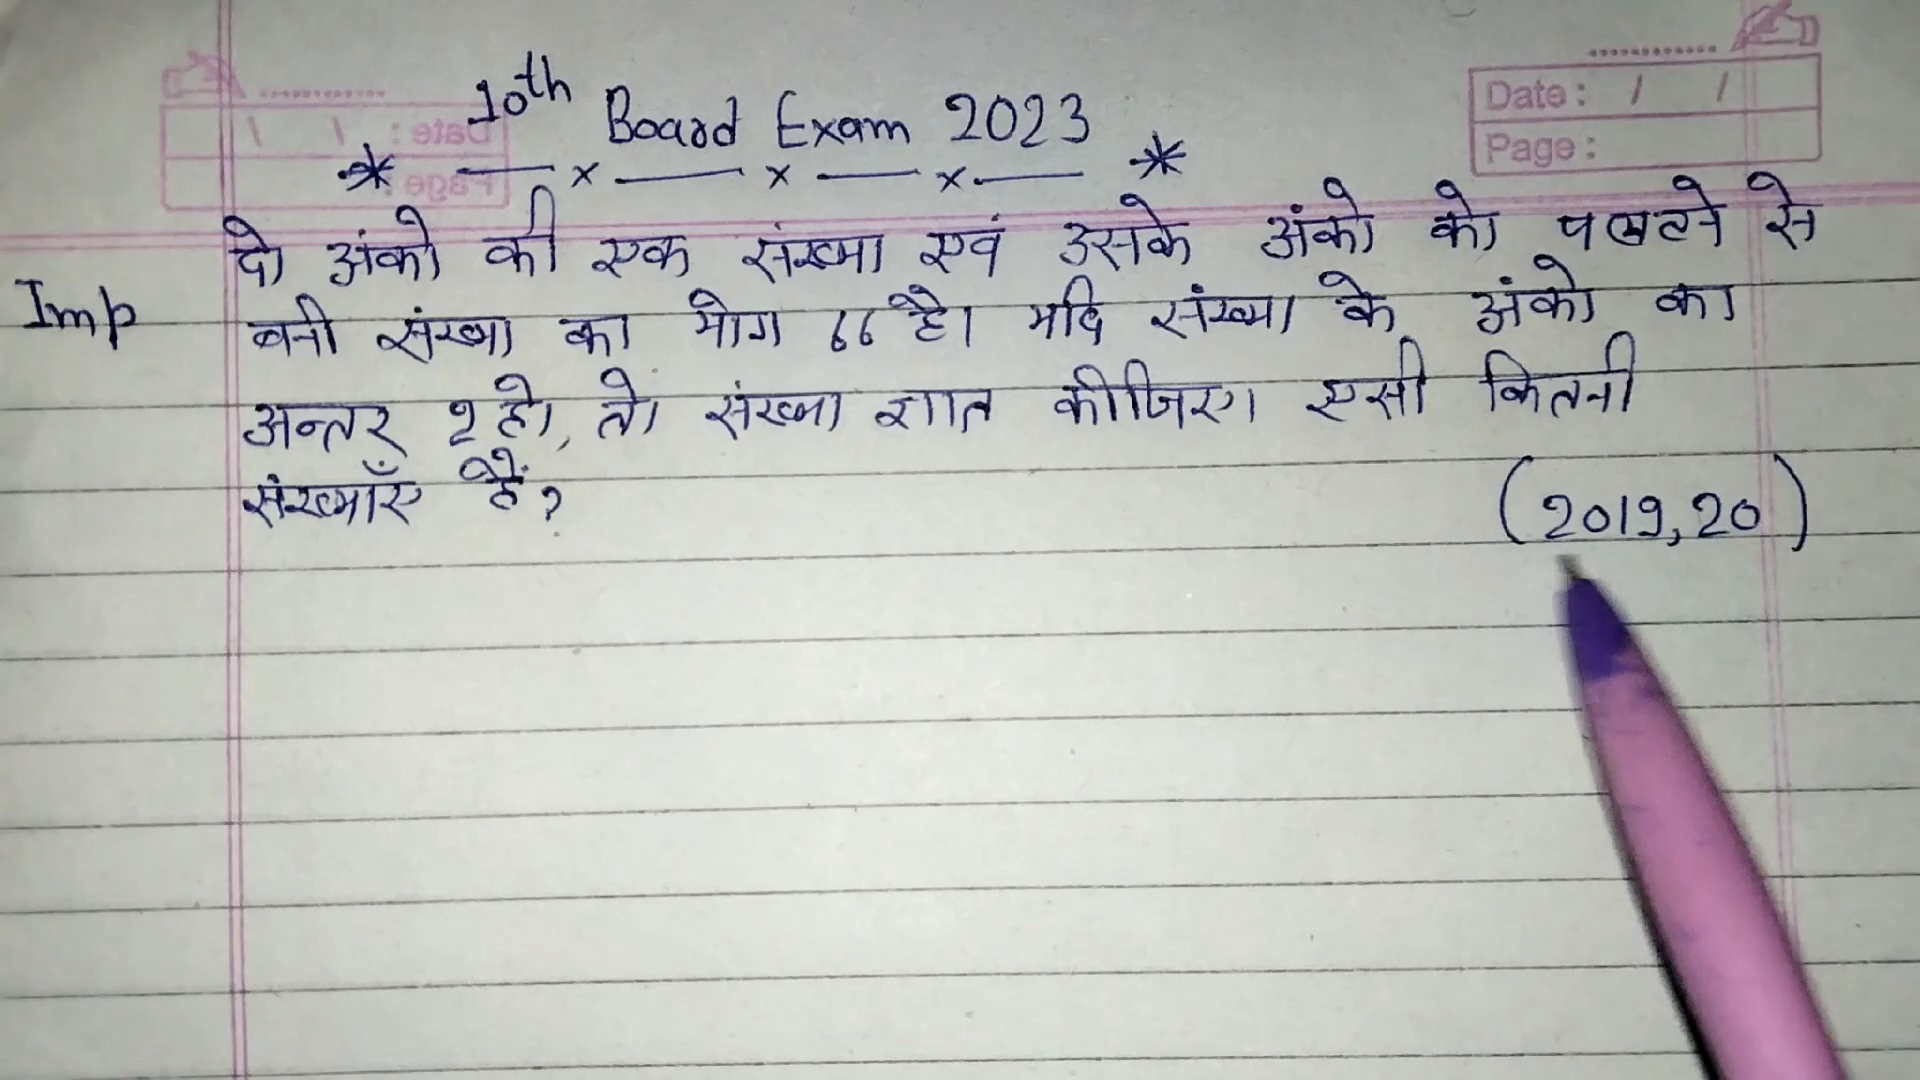 10th Board Exam 2023
Date: / /
Page:
* — x — x — x — *
दो अंको की एक संख्या एवं उसके अंको को पलटने से
Imp
बनी संख्या का योग 66 है। यदि संख्या के अंको का
अन्तर 2 हो, तो संख्या ज्ञात कीजिए। एसी कितनी
संख्याएँ हैं?
(2019,20)